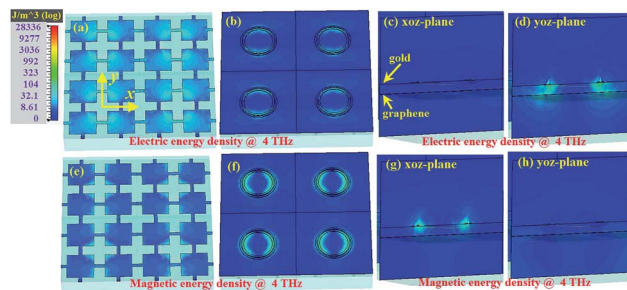 J/m^3 (log)
28336
9277
3036
992
323
104
32.1
8.61
0
(a)
y
x
(b)
(c) xoz-plane
gold
graphene
(d) yoz-plane
Electric energy density @ 4 THz
Electric energy density @ 4 THz
(e)
(f)
(g) xoz-plane
(h) yoz-plane
Magnetic energy density @ 4 THz
Magnetic energy density @ 4 THz